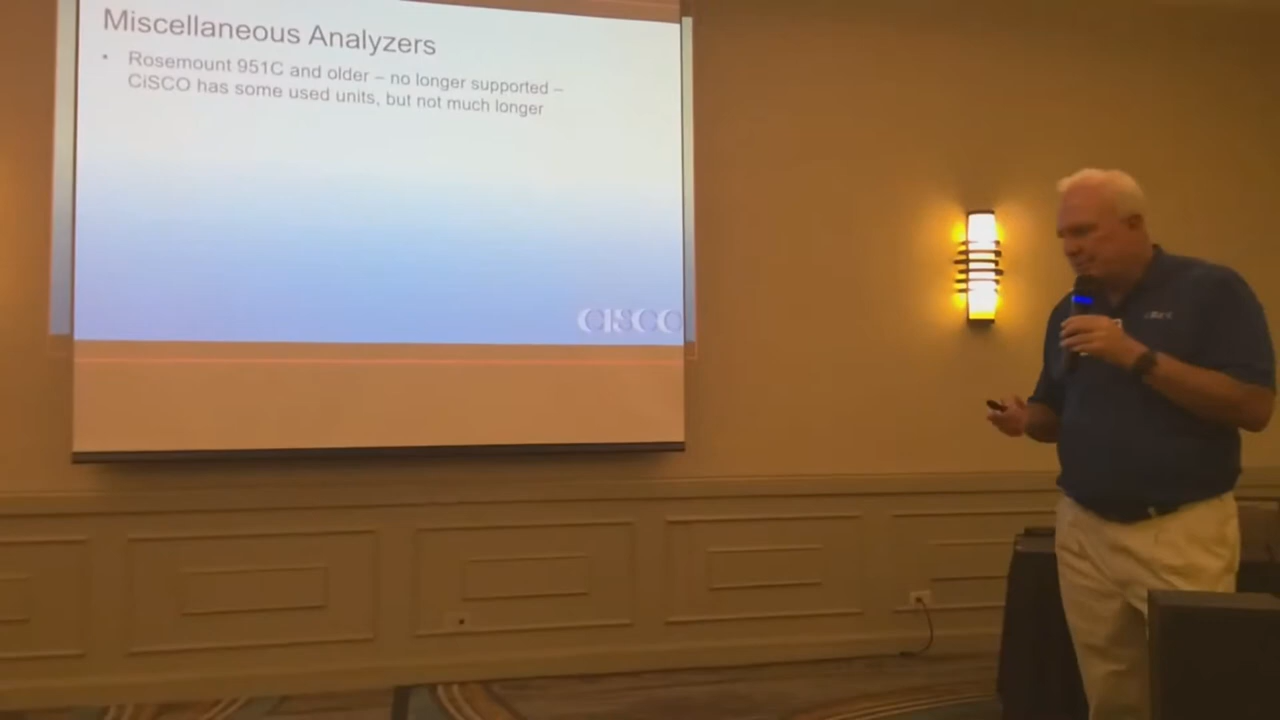 Miscellaneous Analyzers
• Rosemount 951C and older – no longer supported –
CiSCO has some used units, but not much longer
CISCO